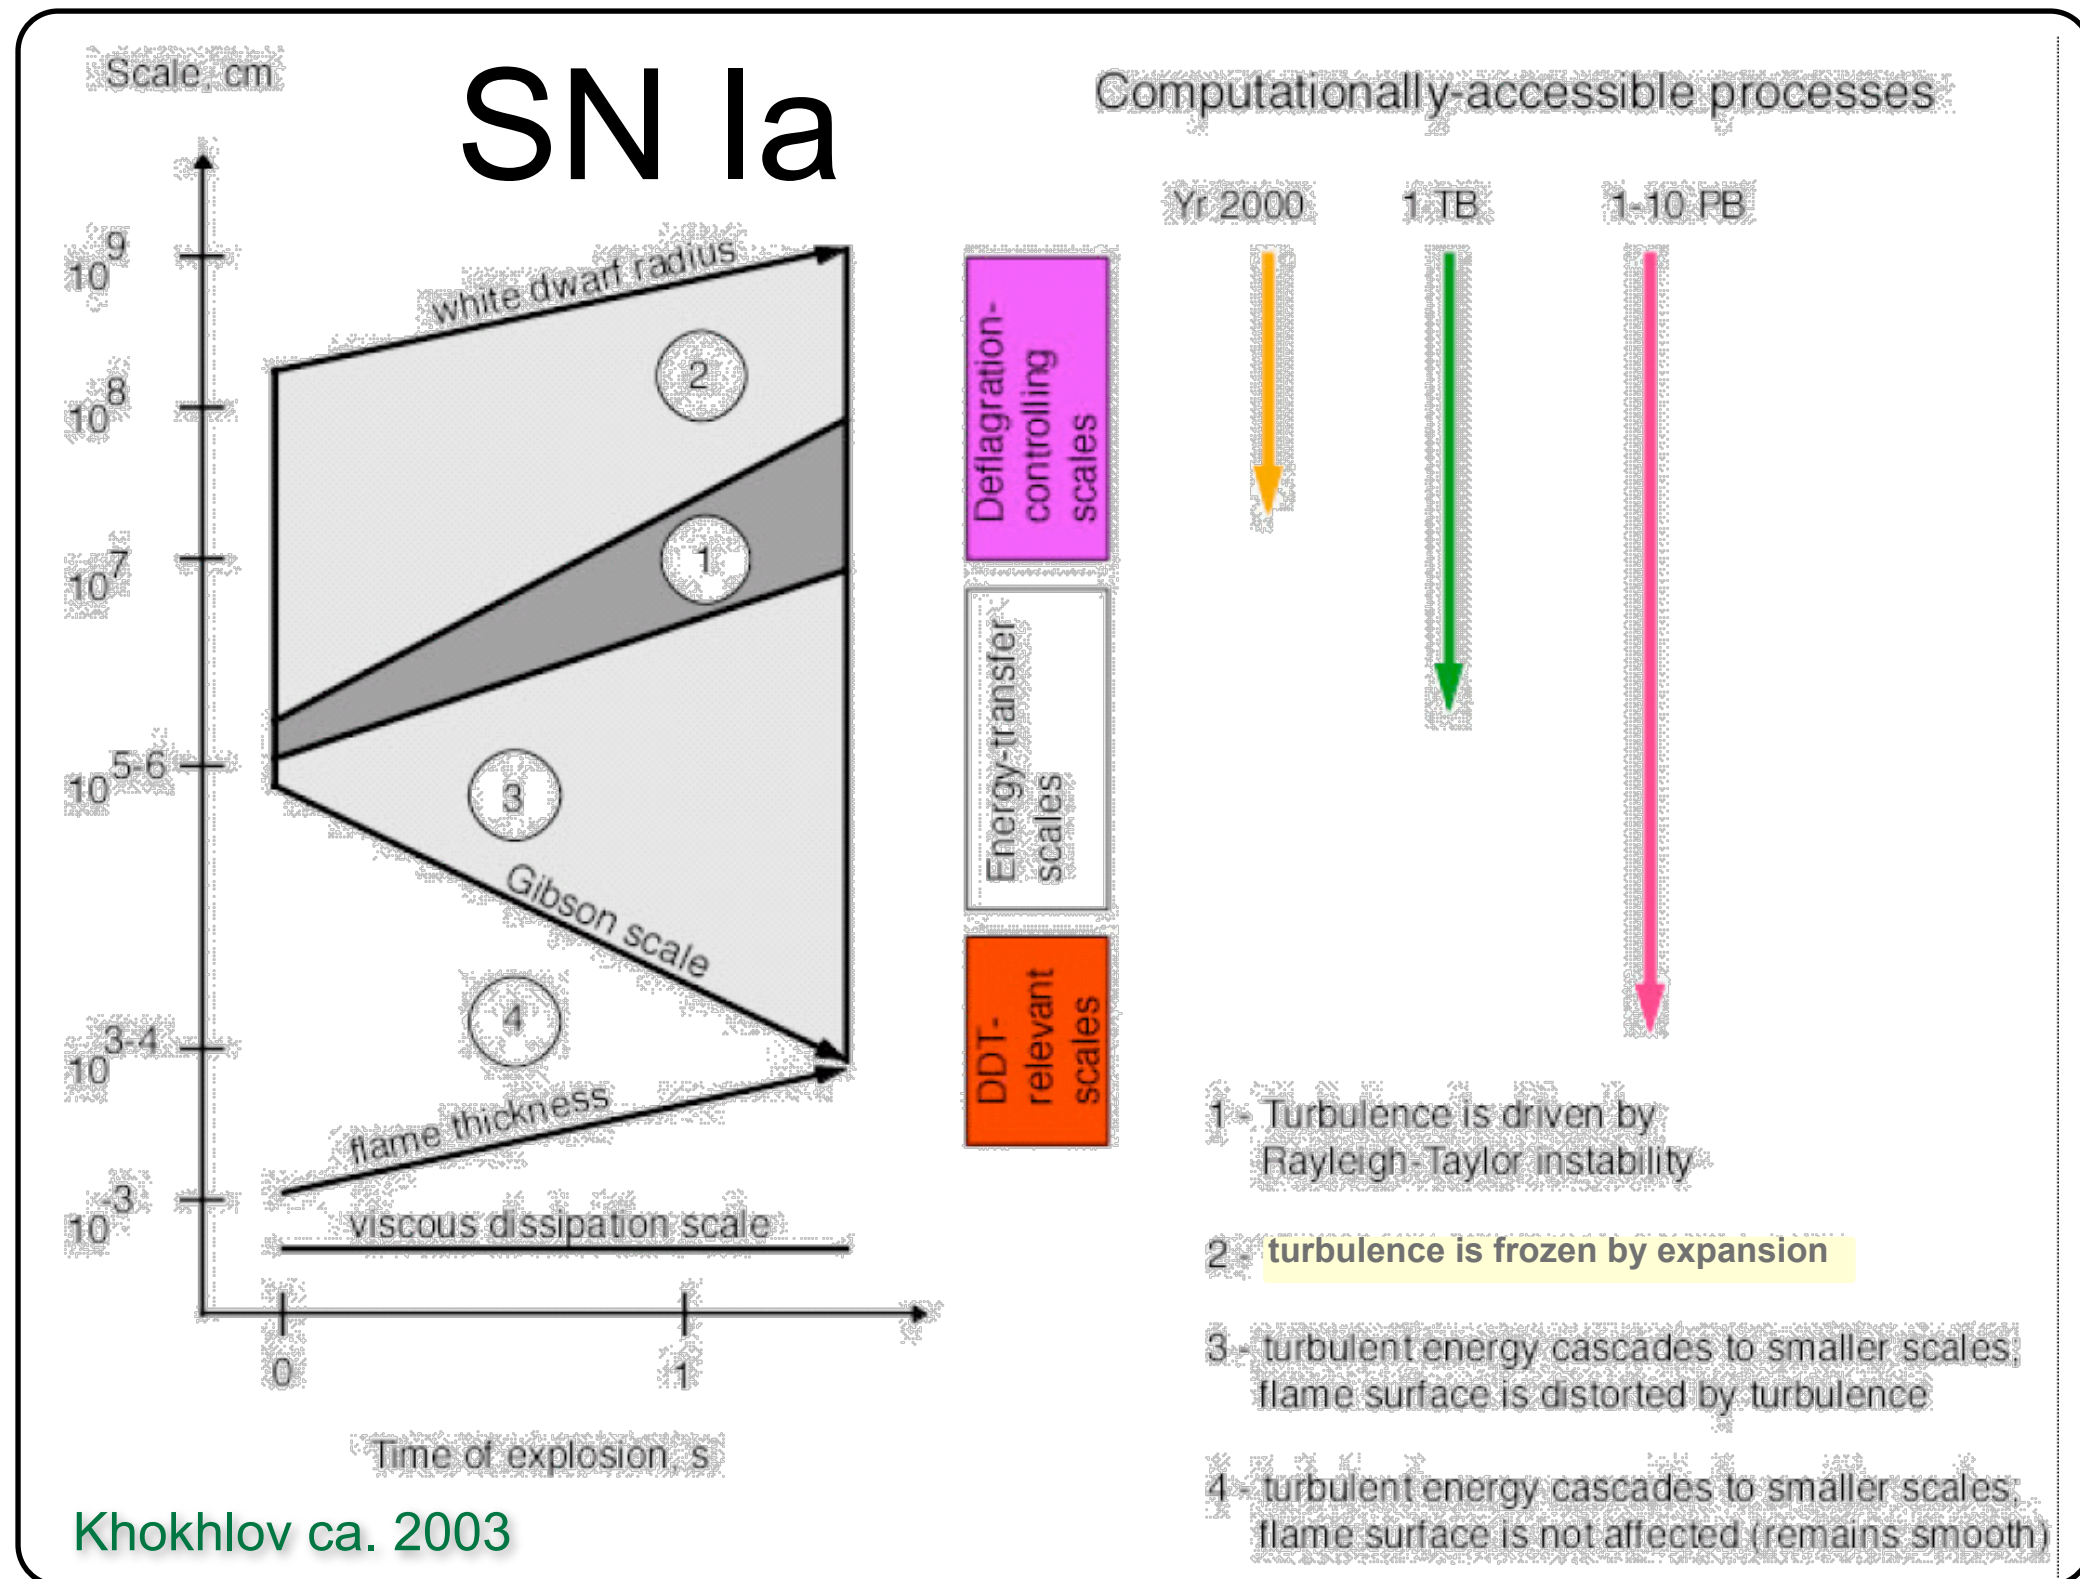 Scale, cm
SN Ia
Computationally-accessible processes
Yr 2000
1 TB
1-10 PB
10^9
10^8
10^7
10^5-6
10^3-4
10^-3
white dwarf radius
2
1
3
Gibson scale
4
flame thickness
viscous dissipation scale
0
1
Time of explosion, s
Deflagration-
controlling
scales
Energy-transfer
scales
DDT-
relevant
scales
1 - Turbulence is driven by
Rayleigh-Taylor instability
2 - turbulence is frozen by expansion
3 - turbulent energy cascades to smaller scales;
flame surface is distorted by turbulence
4 - turbulent energy cascades to smaller scales;
flame surface is not affected (remains smooth)
Khokhlov ca. 2003